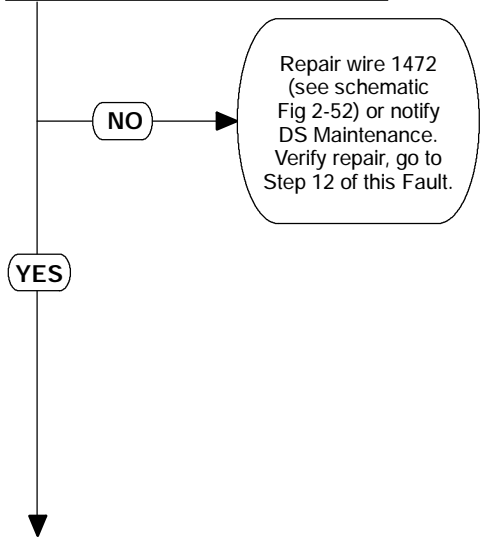 Repair wire 1472
(see schematic
Fig 2-52) or notify
DS Maintenance.
Verify repair, go to
Step 12 of this Fault.
NO
YES